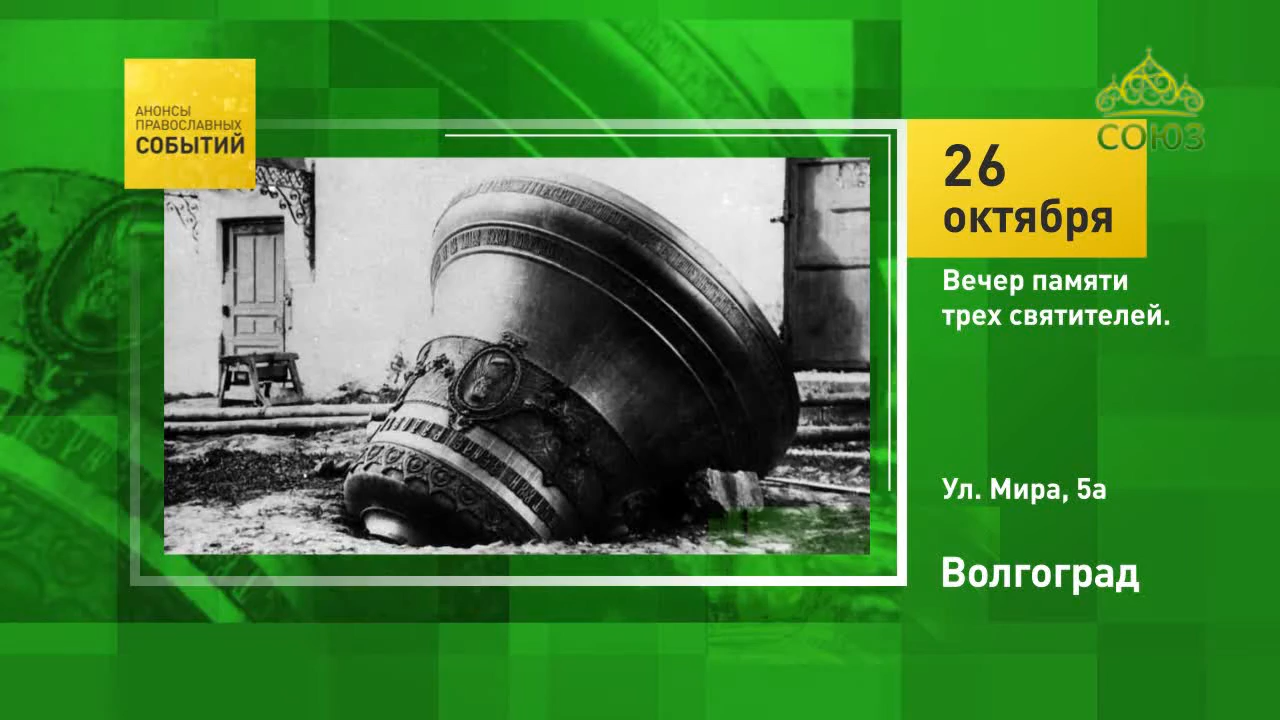 АНОНСЫ
ПРАВОСЛАВНЫХ
СОБЫТИЙ
СОЮЗ
26
октября
Вечер памяти
трех святителей.
Ул. Мира, 5а
Волгоград